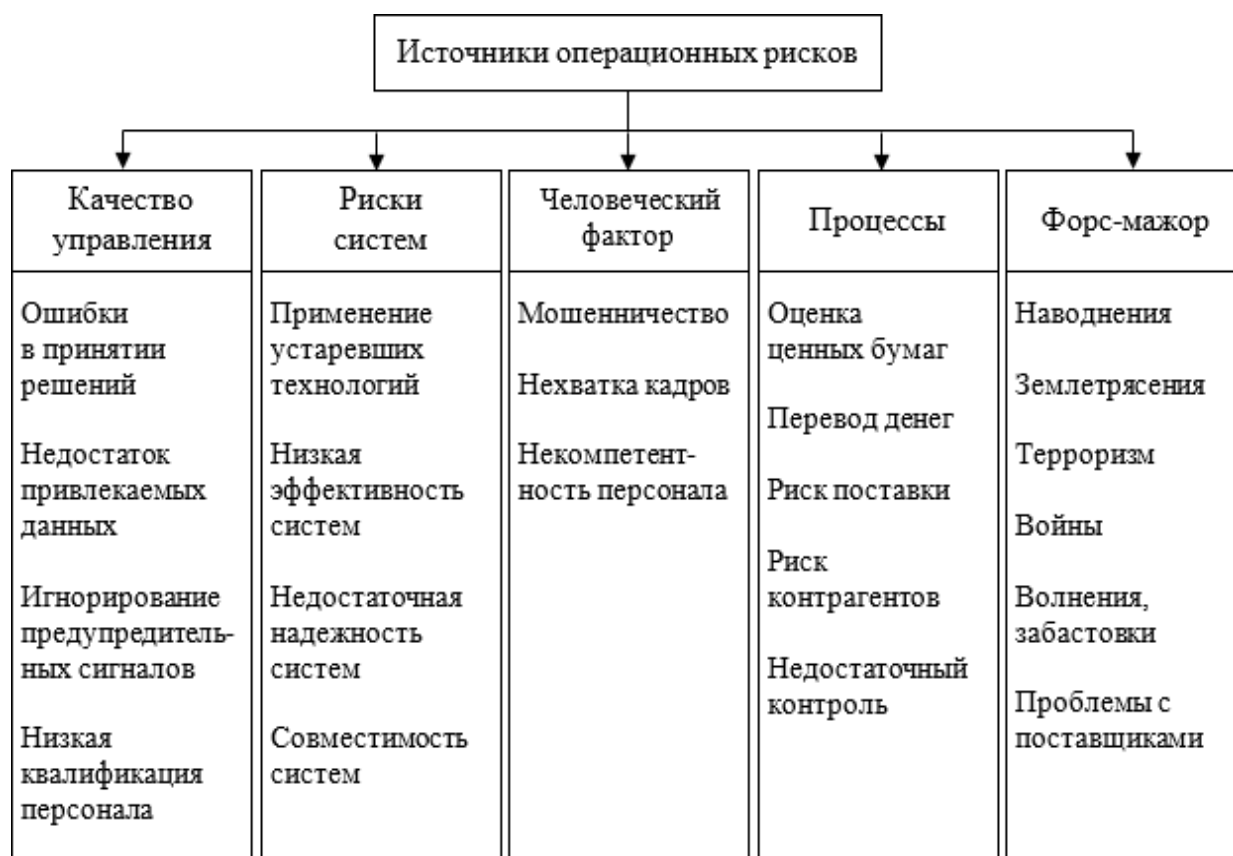 Источники операционных рисков
Качество
управления
Ошибки
в принятии
решений
Недостаток
привлекаемых
данных
Игнорирование
предупредитель-
ных сигналов
Низкая
квалификация
персонала
Риски
систем
Применение
устаревших
технологий
Низкая
эффективность
систем
Недостаточная
надежность
систем
Совместимость
систем
Человеческий
фактор
Мошенничество
Нехватка кадров
Некомпетент-
ность персонала
Процессы
Оценка
ценных бумаг
Перевод денег
Риск поставки
Риск
контрагентов
Недостаточный
контроль
Форс-мажор
Наводнения
Землетрясения
Терроризм
Войны
Волнения,
забастовки
Проблемы с
поставщиками